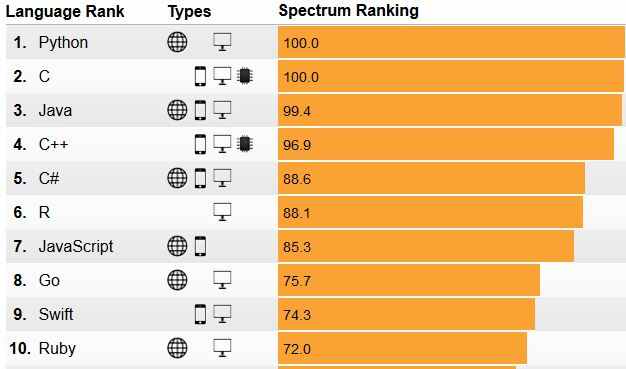 Language Rank Types Spectrum Ranking
1. Python 100.0
2. C 100.0
3. Java 99.4
4. C++ 96.9
5. C# 88.6
6. R 88.1
7. JavaScript 85.3
8. Go 75.7
9. Swift 74.3
10. Ruby 72.0